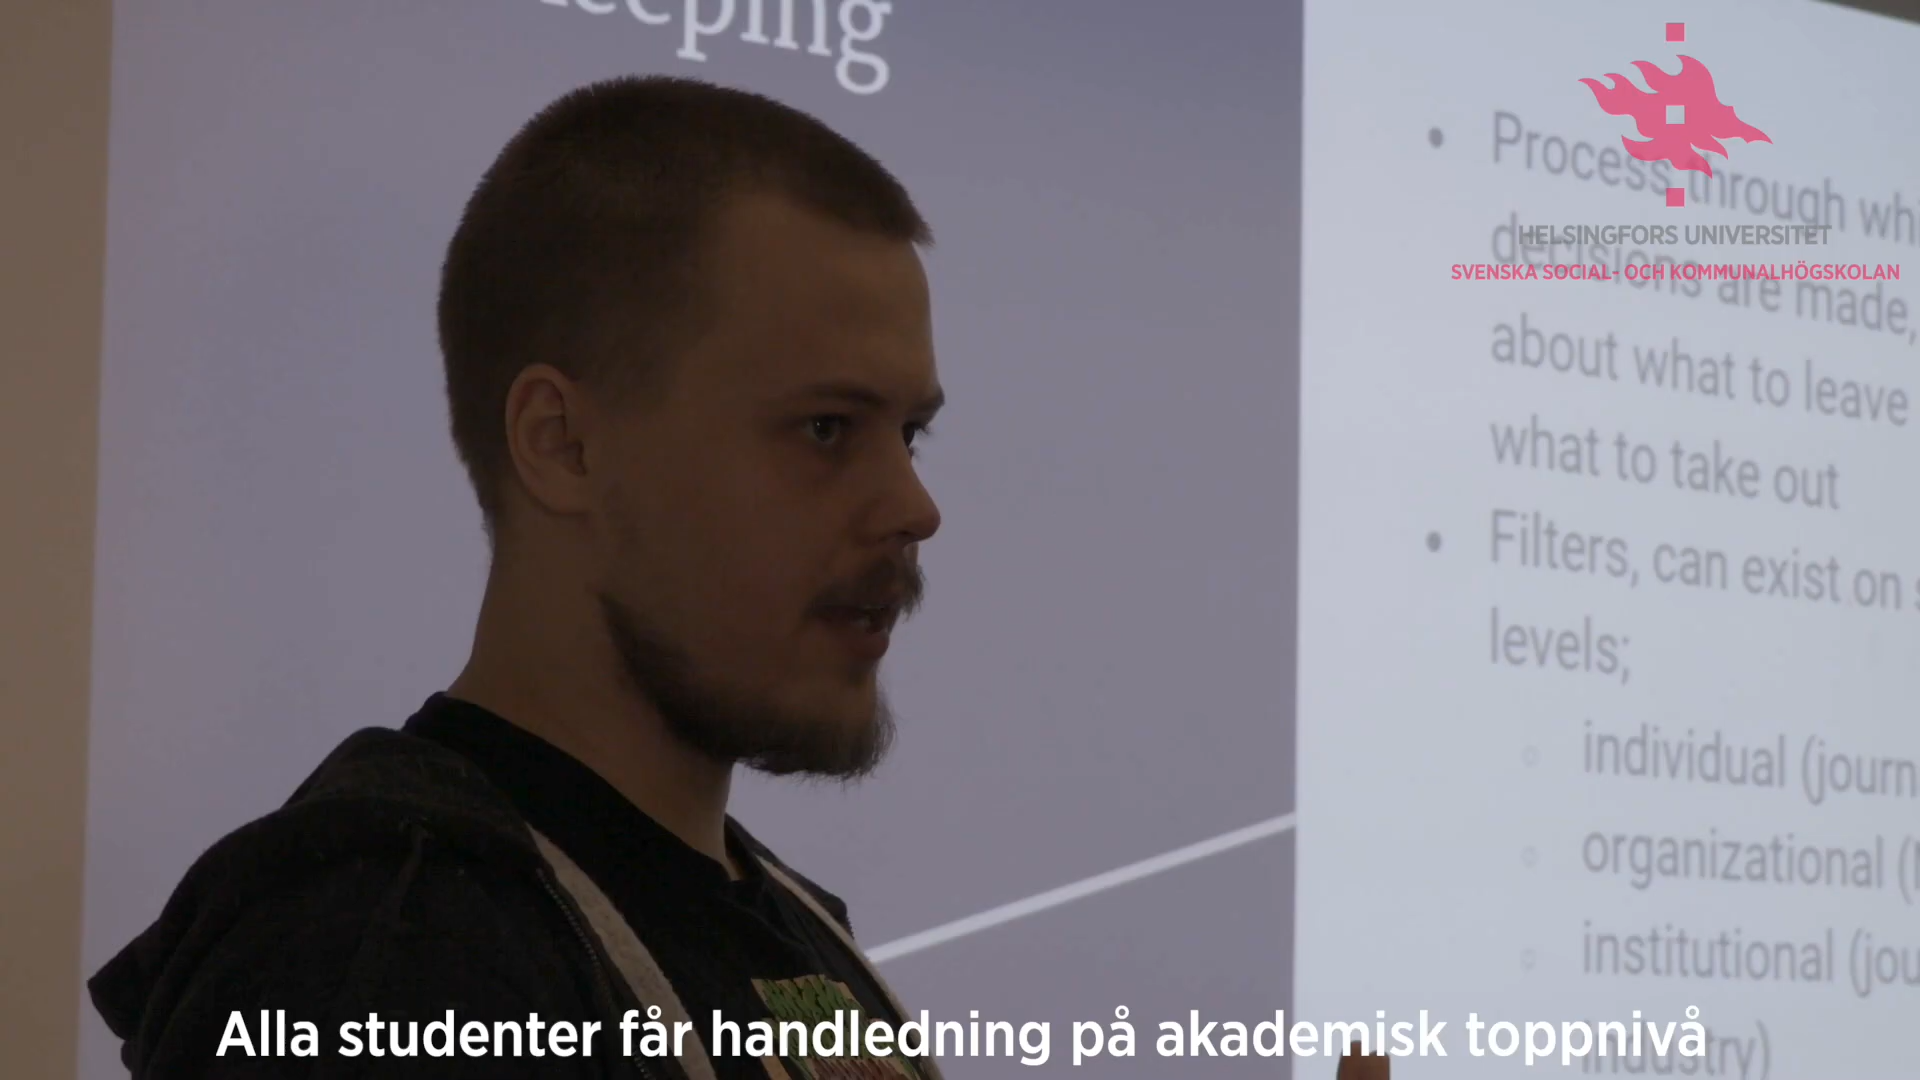 eeping
Process through whi
decisions are made,
about what to leave
what to take out
Filters, can exist on s
levels;
individual (journ
organizational (
institutional (jou
industry)
HELSINGFORS UNIVERSITET
SVENSKA SOCIAL- OCH KOMMUNALHÖGSKOLAN
Alla studenter får handledning på akademisk toppnivå